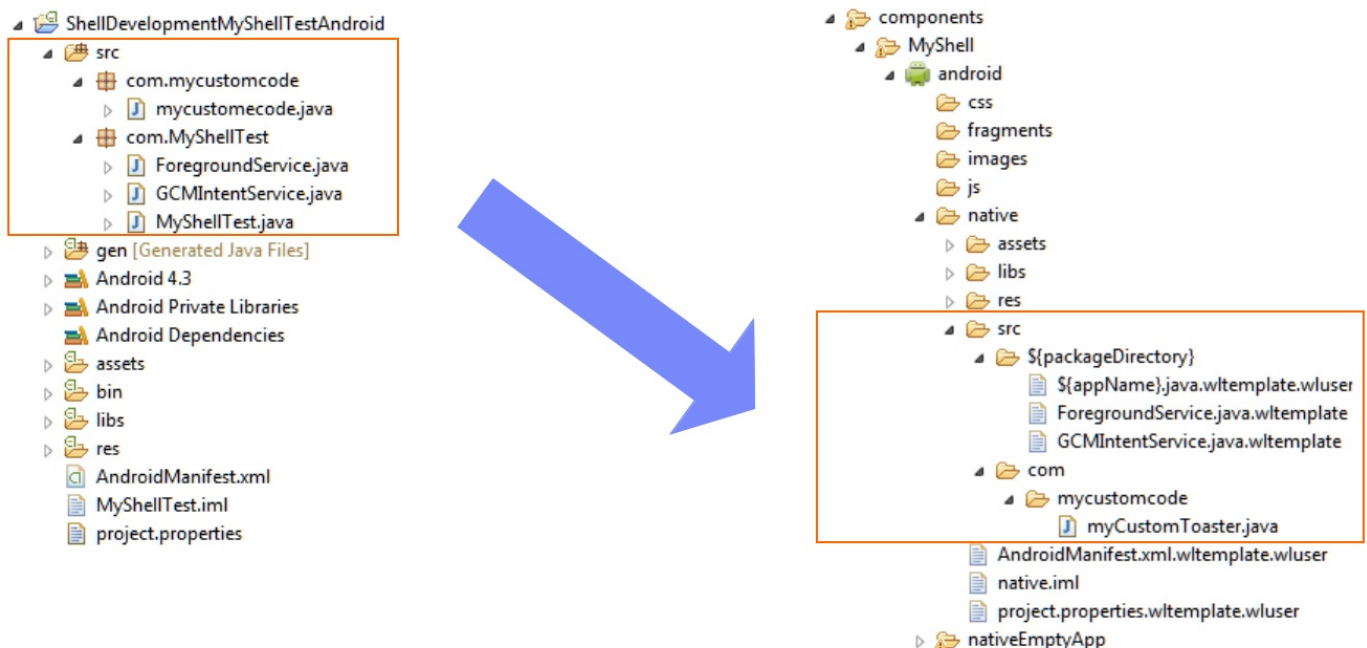 ShellDevelopmentMyShellTestAndroid
src
com.mycustomcode
mycustomecode.java
com.MyShellTest
ForegroundService.java
GCMIntentService.java
MyShellTest.java
gen [Generated Java Files]
Android 4.3
Android Private Libraries
Android Dependencies
assets
bin
libs
res
AndroidManifest.xml
MyShellTest.iml
project.properties
components
MyShell
android
css
fragments
images
js
native
assets
libs
res
src
${packageDirectory}
${appName}.java.wltemplate.wluser
ForegroundService.java.wltemplate
GCMIntentService.java.wltemplate
com
mycustomcode
myCustomToaster.java
AndroidManifest.xml.wltemplate.wluser
native.iml
project.properties.wltemplate.wluser
nativeEmptyApp